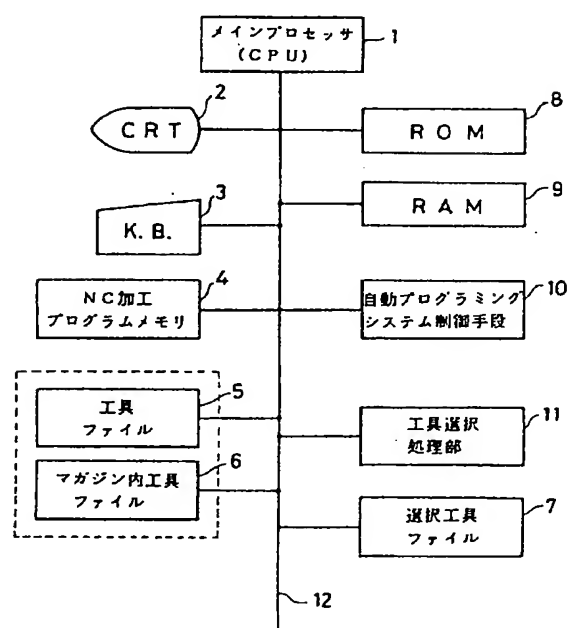 メインプロセッサ
(CPU)
1
2
CRT
8
ROM
3
K.B.
9
RAM
4
NC加工
プログラムメモリ
10
自動プログラミング
システム制御手段
5
工具
ファイル
11
工具選択
処理部
6
マガジン内工具
ファイル
7
選択工具
ファイル
12